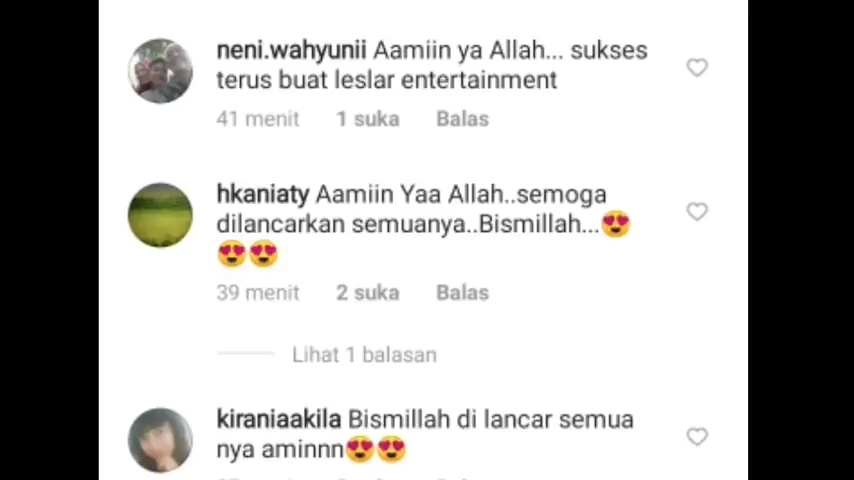 neni.wahyunii Aamiin ya Allah... sukses
terus buat leslar entertainment
41 menit 1 suka Balas
hkaniaty Aamiin Yaa Allah..semoga
dilancarkan semuanya..Bismillah...😍
😍😍
39 menit 2 suka Balas
Lihat 1 balasan
kiraniaakila Bismillah di lancar semua
nya aminnn😍😍